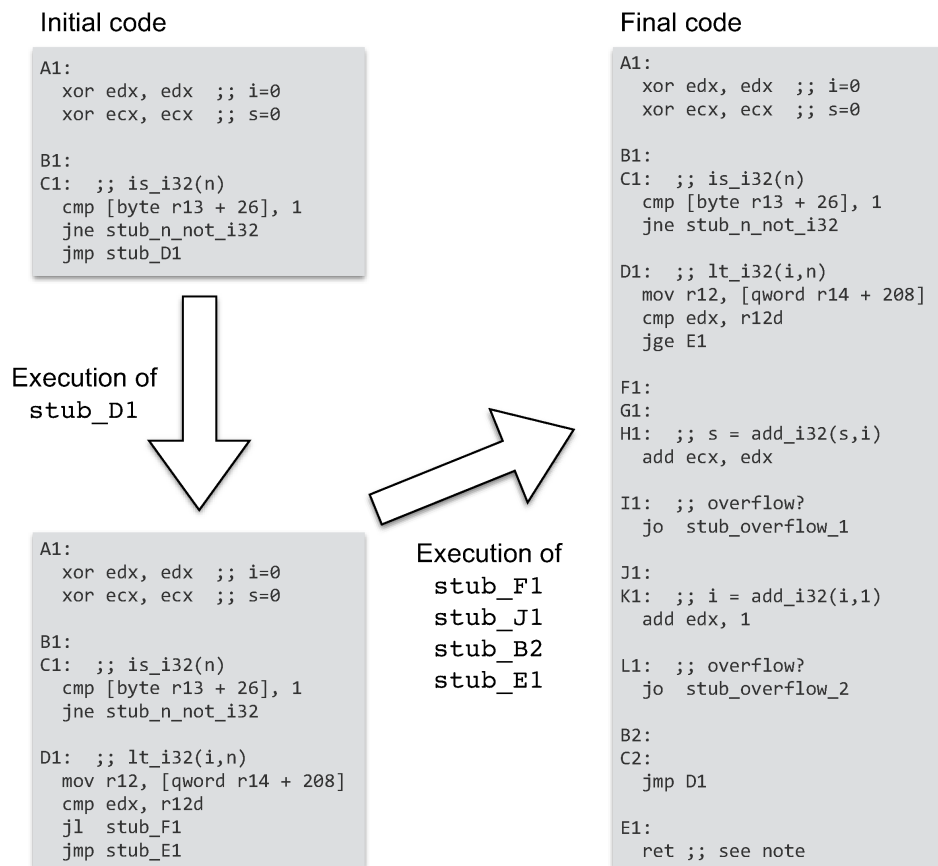 Initial code
A1:
xor edx, edx ;; i=0
xor ecx, ecx ;; s=0
B1:
C1: ;; is_i32(n)
cmp [byte r13 + 26], 1
jne stub_n_not_i32
jmp stub_D1
Execution of
stub_D1
A1:
xor edx, edx ;; i=0
xor ecx, ecx ;; s=0
B1:
C1: ;; is_i32(n)
cmp [byte r13 + 26], 1
jne stub_n_not_i32
D1: ;; lt_i32(i,n)
mov r12, [qword r14 + 208]
cmp edx, r12d
jl stub_F1
jmp stub_E1
Execution of
stub_F1
stub_J1
stub_B2
stub_E1
Final code
A1:
xor edx, edx ;; i=0
xor ecx, ecx ;; s=0
B1:
C1: ;; is_i32(n)
cmp [byte r13 + 26], 1
jne stub_n_not_i32
D1: ;; lt_i32(i,n)
mov r12, [qword r14 + 208]
cmp edx, r12d
jge E1
F1:
G1:
H1: ;; s = add_i32(s,i)
add ecx, edx
I1: ;; overflow?
jo stub_overflow_1
J1:
K1: ;; i = add_i32(i,1)
add edx, 1
L1: ;; overflow?
jo stub_overflow_2
B2:
C2:
jmp D1
E1:
ret ;; see note